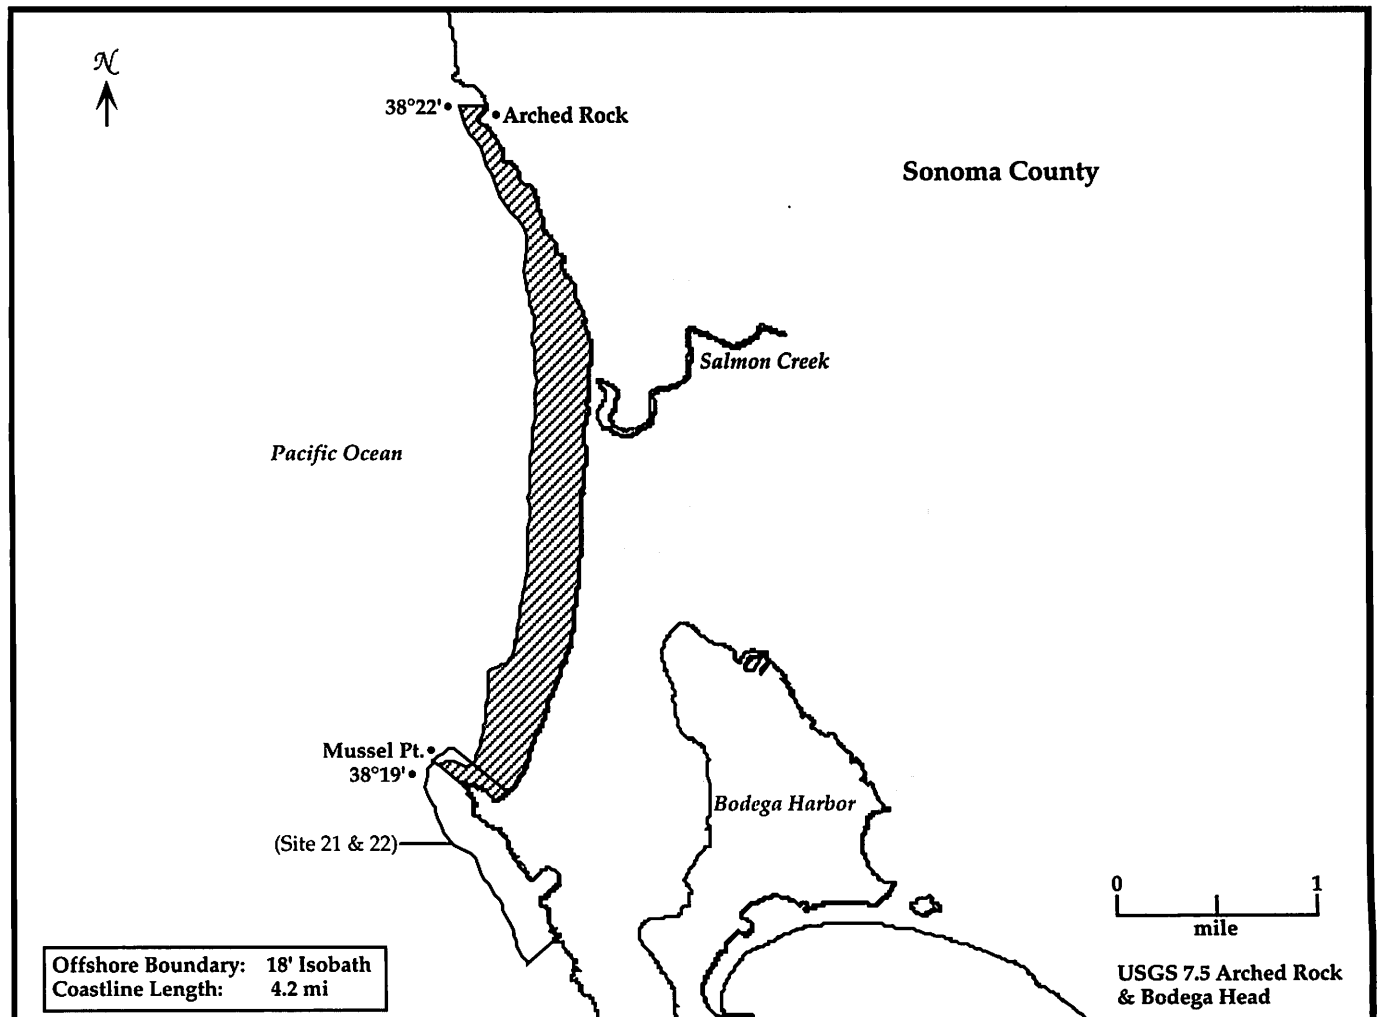 N
38°22'
Arched Rock
Sonoma County
Salmon Creek
Pacific Ocean
Mussel Pt.
38°19'
Bodega Harbor
(Site 21 & 22)
0 1
mile
Offshore Boundary: 18' Isobath
Coastline Length: 4.2 mi
USGS 7.5 Arched Rock
& Bodega Head